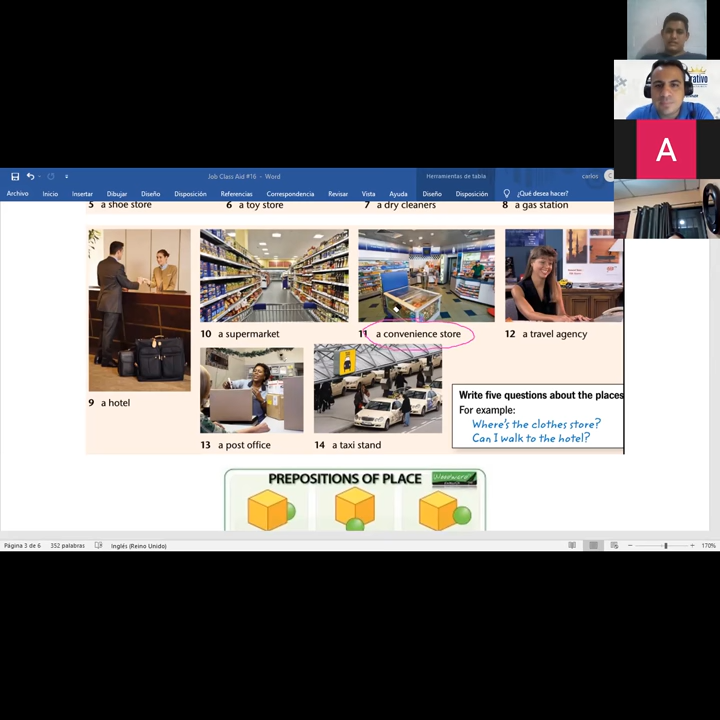 Job Class Aid #16 - Word
Herramientas de tabla
carlos
Archivo Inicio Insertar Dibujar Diseño Disposición Referencias Correspondencia Revisar Vista Ayuda Diseño Disposición ¿Qué desea hacer?
5 a shoe store 6 a toy store 7 a dry cleaners 8 a gas station
10 a supermarket 11 a convenience store 12 a travel agency
9 a hotel
Write five questions about the places
For example:
Where's the clothes store?
Can I walk to the hotel?
13 a post office 14 a taxi stand
PREPOSITIONS OF PLACE
Woodward
Página 3 de 6 352 palabras Inglés (Reino Unido) 170%
A